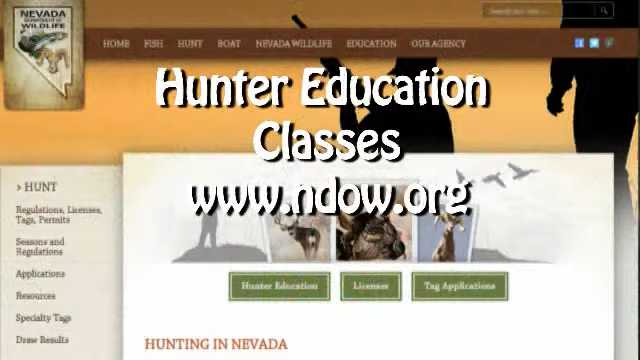 NEVADA
DEPARTMENT OF
WILDLIFE
HOME FISH HUNT BOAT NEVADA WILDLIFE EDUCATION OUR AGENCY
Hunter Education
Classes
www.ndow.org
> HUNT
Regulations, Licenses,
Tags, Permits
Seasons and
Regulations
Applications
Resources
Specialty Tags
Draw Results
Hunter Education Licenses Tag Applications
HUNTING IN NEVADA